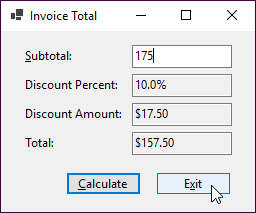 Invoice Total
Subtotal: 175
Discount Percent: 10.0%
Discount Amount: $17.50
Total: $157.50
Calculate Exit